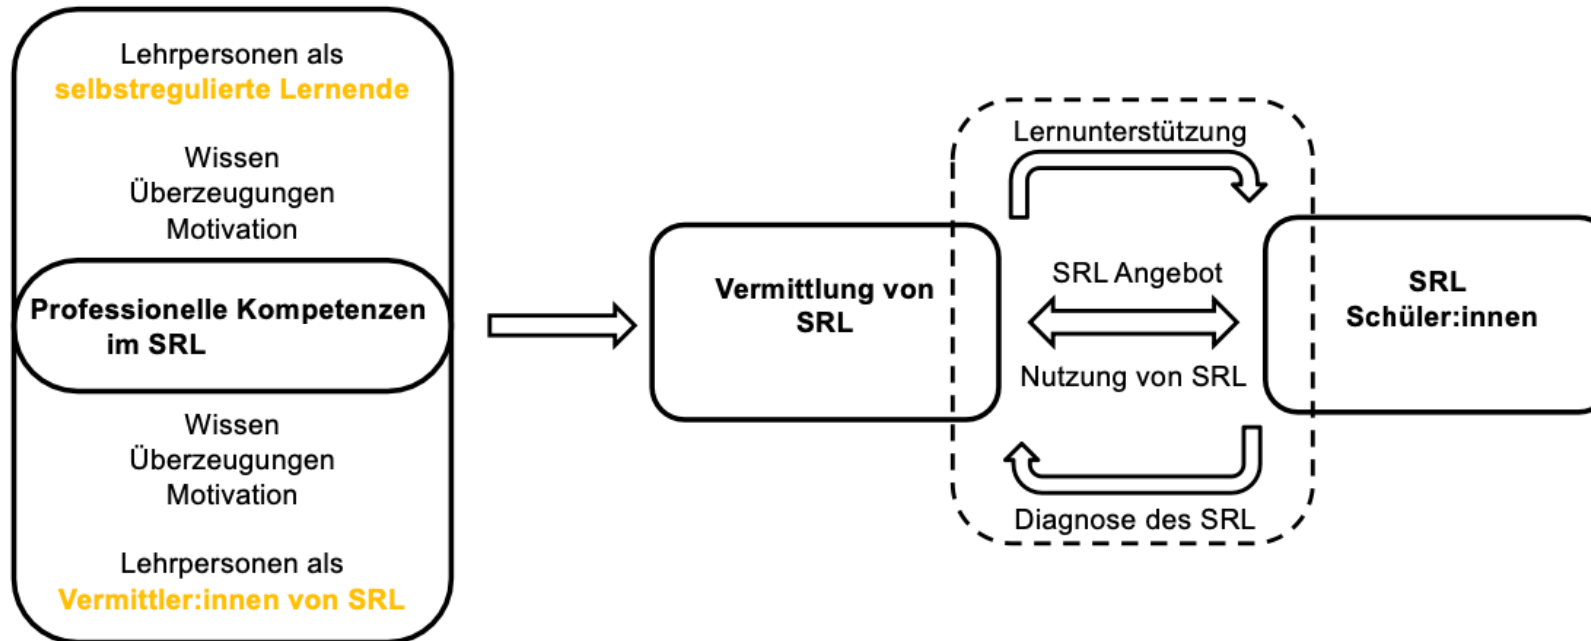 Lehrpersonen als
selbstregulierte Lernende
Wissen
Überzeugungen
Motivation
Professionelle Kompetenzen
im SRL
Wissen
Überzeugungen
Motivation
Lehrpersonen als
Vermittler:innen von SRL
Vermittlung von
SRL
Lernunterstützung
SRL Angebot
Nutzung von SRL
Diagnose des SRL
SRL
Schüler:innen